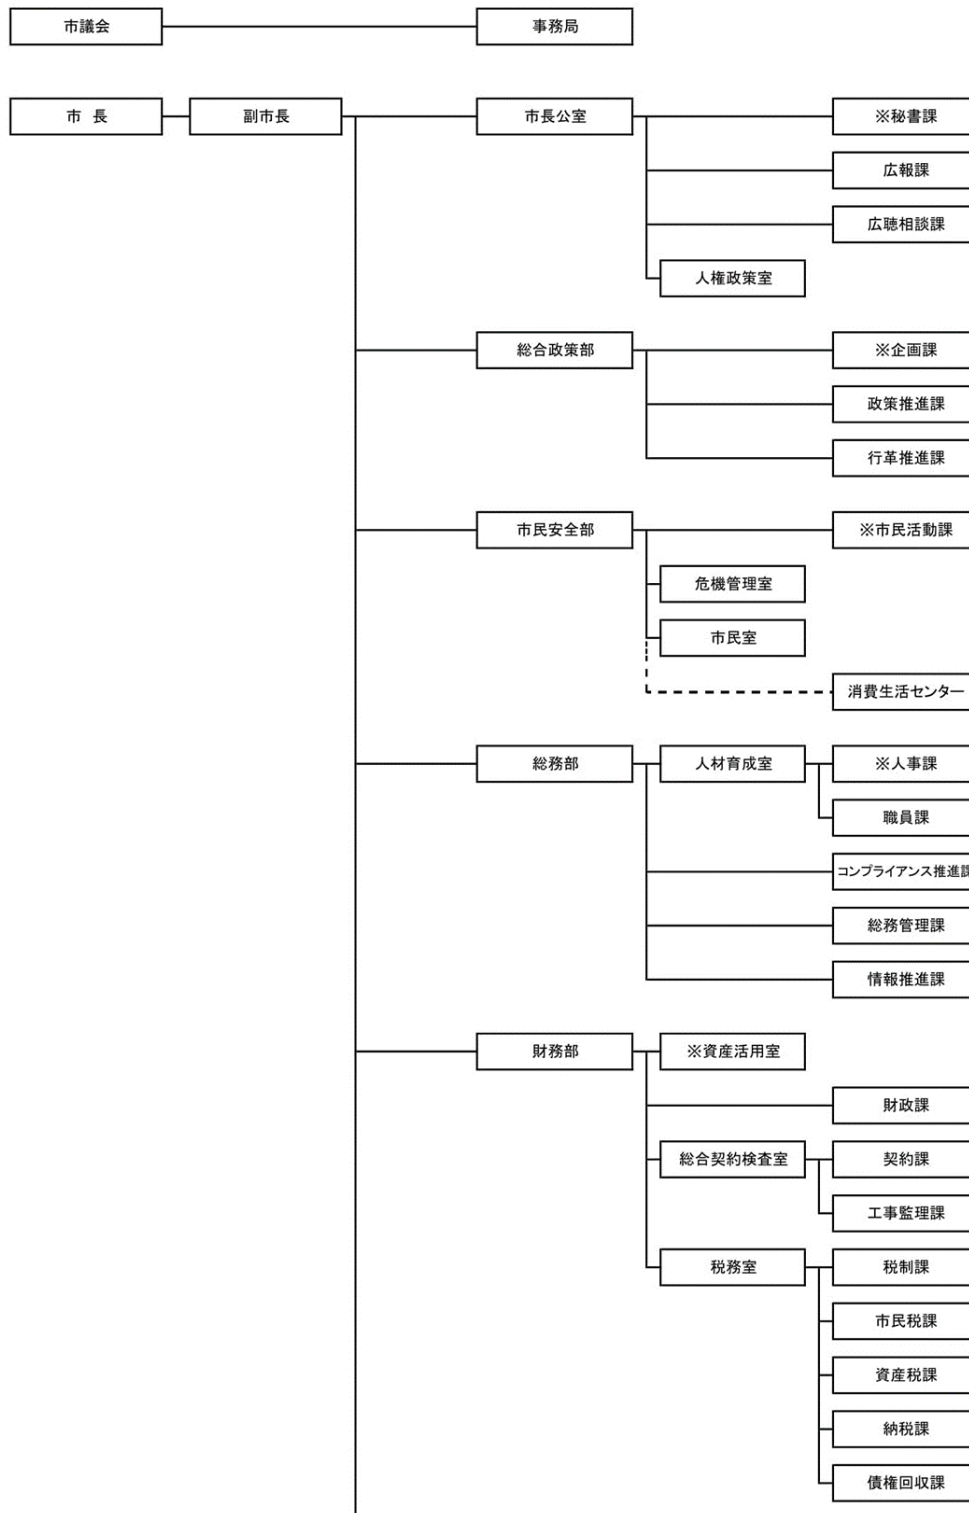 市議会
事務局
市 長
副市長
市長公室
※秘書課
広報課
広聴相談課
人権政策室
総合政策部
※企画課
政策推進課
行革推進課
市民安全部
※市民活動課
危機管理室
市民室
消費生活センター
総務部
人材育成室
※人事課
職員課
コンプライアンス推進課
総務管理課
情報推進課
財務部
※資産活用室
財政課
総合契約検査室
契約課
工事監理課
税務室
税制課
市民税課
資産税課
納税課
債権回収課